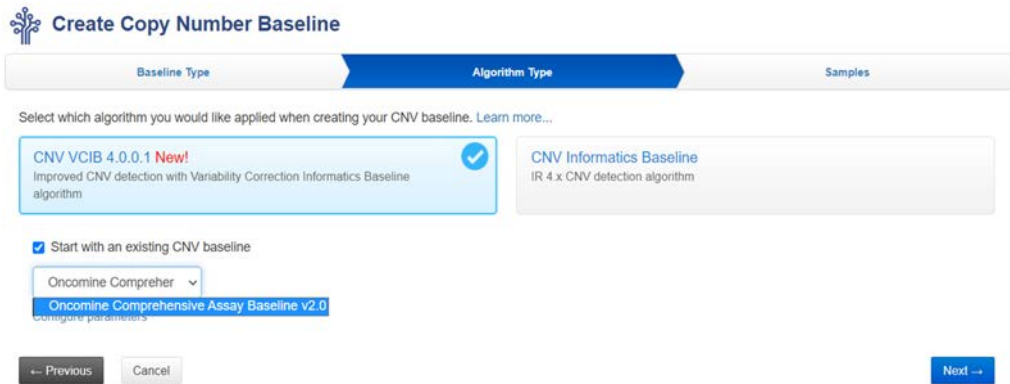 Create Copy Number Baseline
Baseline Type
Algorithm Type
Samples
Select which algorithm you would like applied when creating your CNV baseline. Learn more...
CNV VCIB 4.0.0.1 New!
Improved CNV detection with Variability Correction Informatics Baseline
algorithm
CNV Informatics Baseline
IR 4.x CNV detection algorithm
Start with an existing CNV baseline
Oncomine Compreher
Oncomine Comprehensive Assay Baseline v2.0
Configure parameters
← Previous
Cancel
Next →